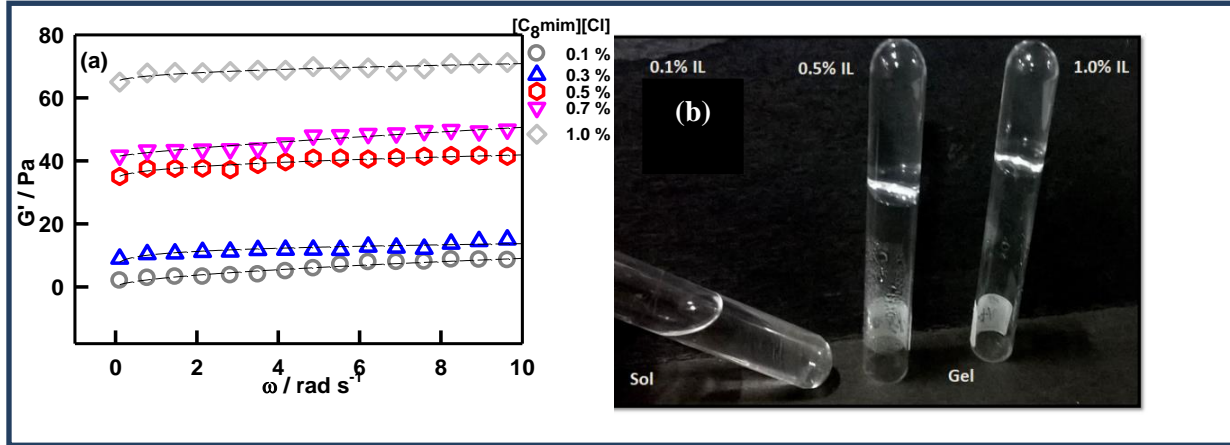 (a)
[C8mim][Cl]
0.1 %
0.3 %
0.5 %
0.7 %
1.0 %
80
60
40
20
0
G' / Pa
0 2 4 6 8 10
ω / rad s-1
0.1% IL
0.5% IL
1.0% IL
(b)
Sol
Gel